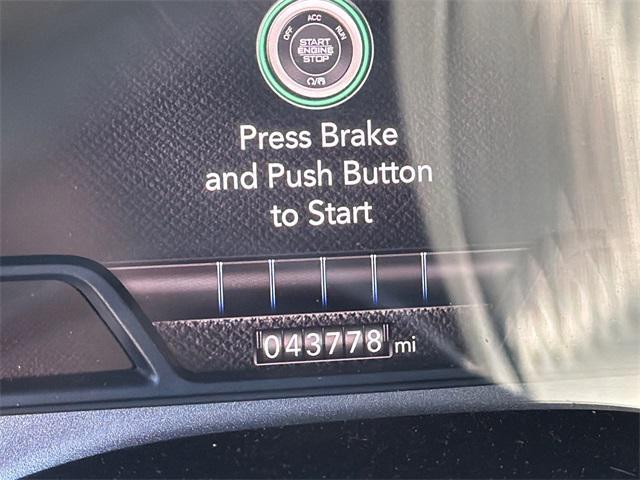 OFF ACC RUN
START
ENGINE
STOP
Press Brake
and Push Button
to Start
043778 mi